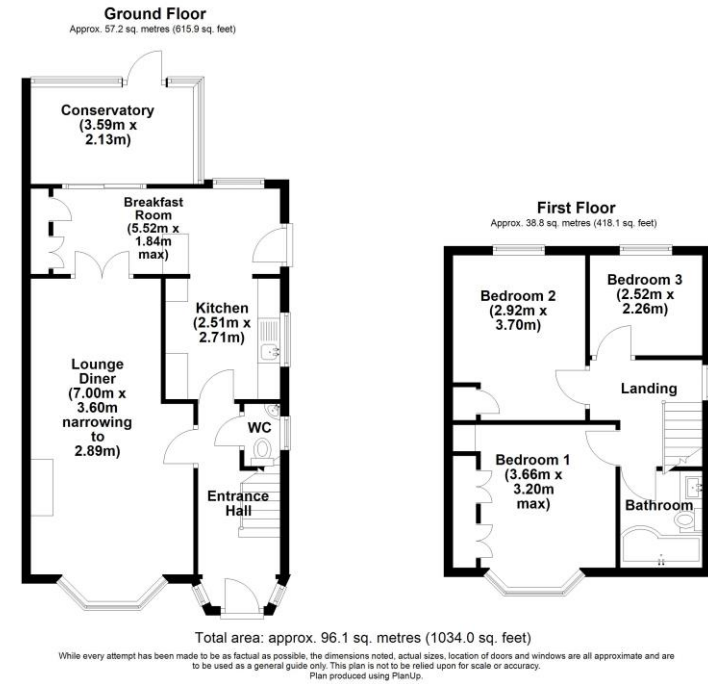 Ground Floor
Approx. 57.2 sq. metres (615.9 sq. feet)
Conservatory
(3.59m x
2.13m)
Breakfast
Room
(5.52m x
1.84m
max)
Kitchen
(2.51m x
2.71m)
Lounge
Diner
(7.00m x
3.60m
narrowing
to
2.89m)
WC
Entrance
Hall
First Floor
Approx. 38.8 sq. metres (418.1 sq. feet)
Bedroom 2
(2.92m x
3.70m)
Bedroom 3
(2.52m x
2.26m)
Landing
Bedroom 1
(3.66m x
3.20m
max)
Bathroom
Total area: approx. 96.1 sq. metres (1034.0 sq. feet)
While every attempt has been made to be as factual as possible, the dimensions noted, actual sizes, location of doors and windows are all approximate and are
to be used as a general guide only. This plan is not to be relied upon for scale or accuracy.
Plan produced using PlanUp.